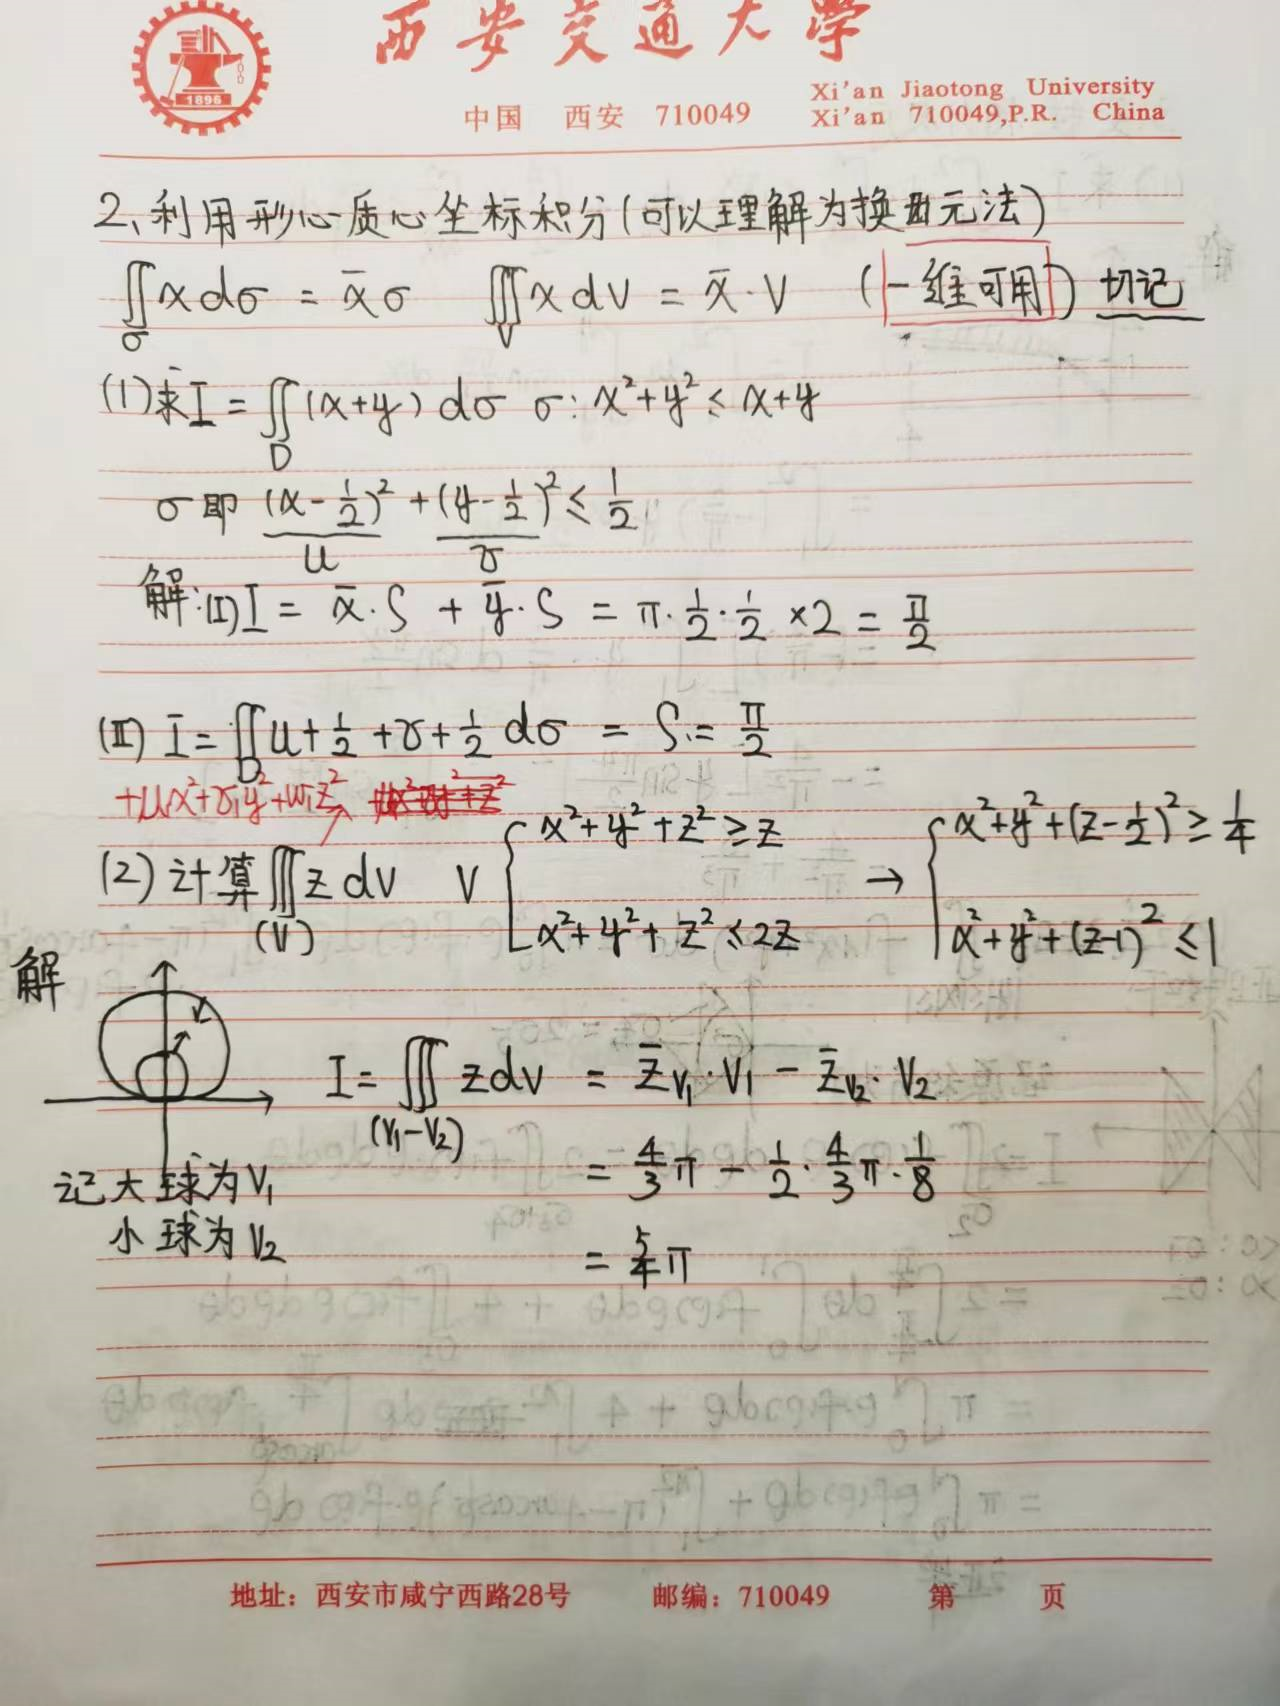 西安交通大学
1896
中国 西安 710049
Xi'an Jiaotong University
Xi'an 710049,P.R. China
2、利用形心质心坐标积分(可以理解为换元法)
∬_σ x dσ = x̄σ ∭_V x dV = x̄·V (一维可用) 切记
(1) 求 I = ∬_D (x+y) dσ σ: x²+y² ≤ x+y
σ即 (x-1/2)² + (y-1/2)² ≤ 1/2
u v
解:(I) I = x̄·S + ȳ·S = π·1/2·1/2 ×2 = π/2
(II) I = ∬_D u+1/2+v+1/2 dσ = S = π/2
+u₁x²+v₁y²+w₁z²
(2) 计算 ∭_(V) z dV V { x²+y²+z² ≥ z → { x²+y²+(z-1/2)² ≥ 1/4
x²+y²+z² ≤ 2z x²+y²+(z-1)² ≤ 1
解
I = ∭_(V₁-V₂) z dv = z̄_V₁·V₁ - z̄_V₂·V₂
记大球为V₁
= 4/3 π - 1/2·4/3 π·1/8
小球为V₂
= 5/4 π
地址：西安市咸宁西路28号 邮编：710049 第 页